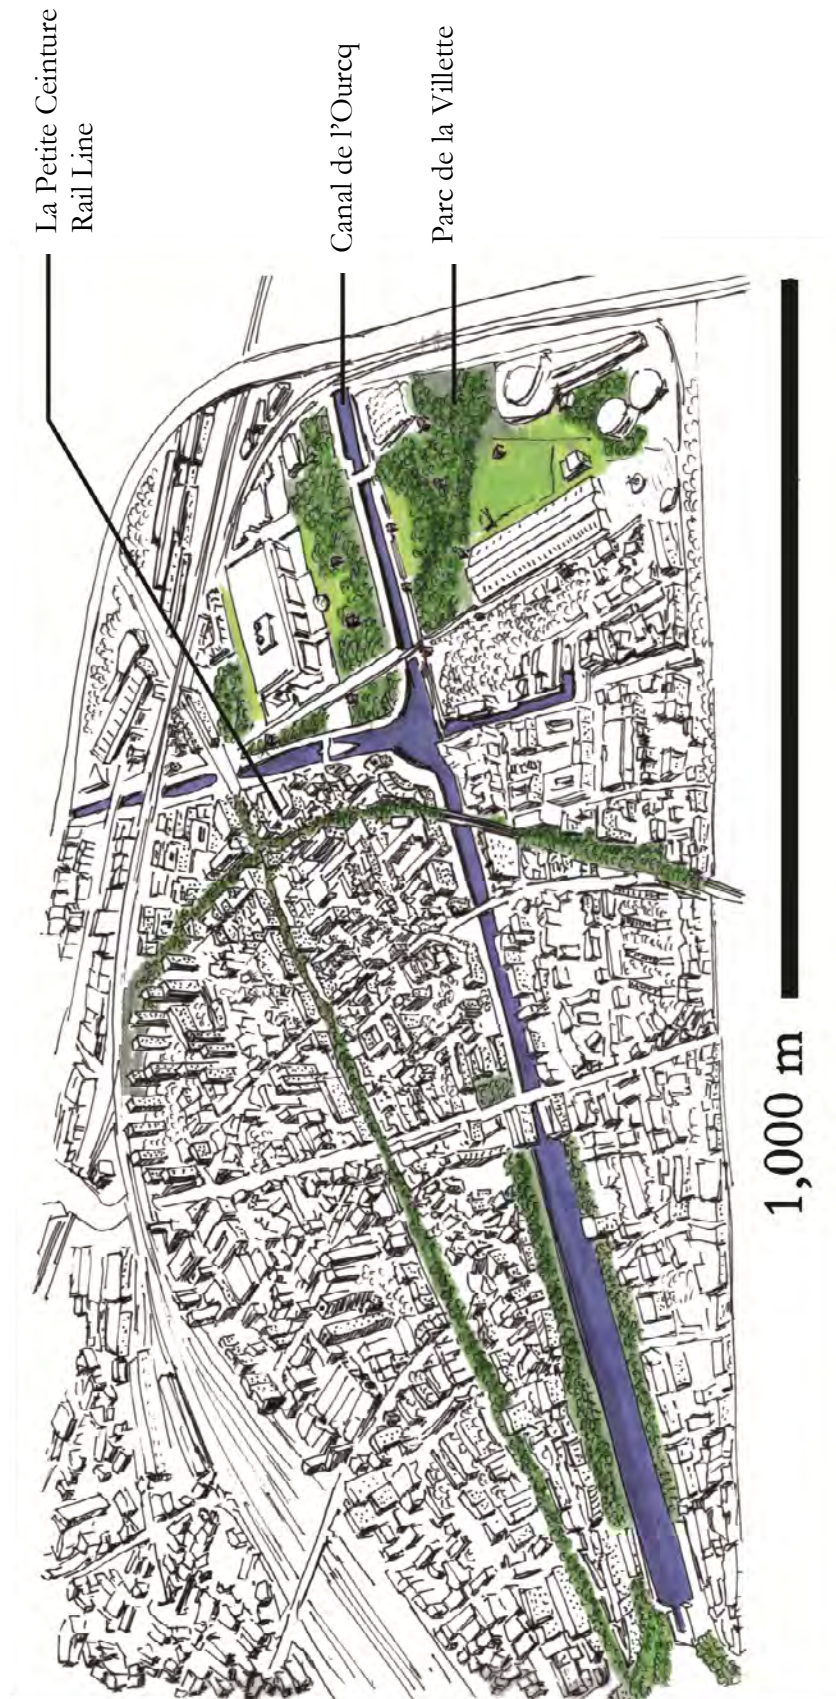 La Petite Ceinture
Rail Line
Canal de l'Ourcq
Parc de la Villette
1,000 m